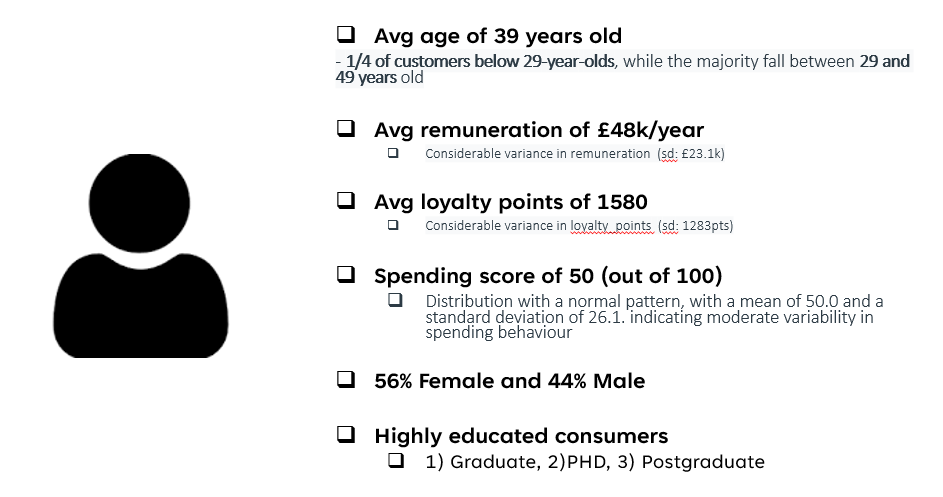 Avg age of 39 years old
- 1/4 of customers below 29-year-olds, while the majority fall between 29 and
49 years old
Avg remuneration of £48k/year
Considerable variance in remuneration (sd: £23.1k)
Avg loyalty points of 1580
Considerable variance in loyalty_points (sd: 1283pts)
Spending score of 50 (out of 100)
Distribution with a normal pattern, with a mean of 50.0 and a
standard deviation of 26.1. indicating moderate variability in
spending behaviour
56% Female and 44% Male
Highly educated consumers
1) Graduate, 2)PHD, 3) Postgraduate